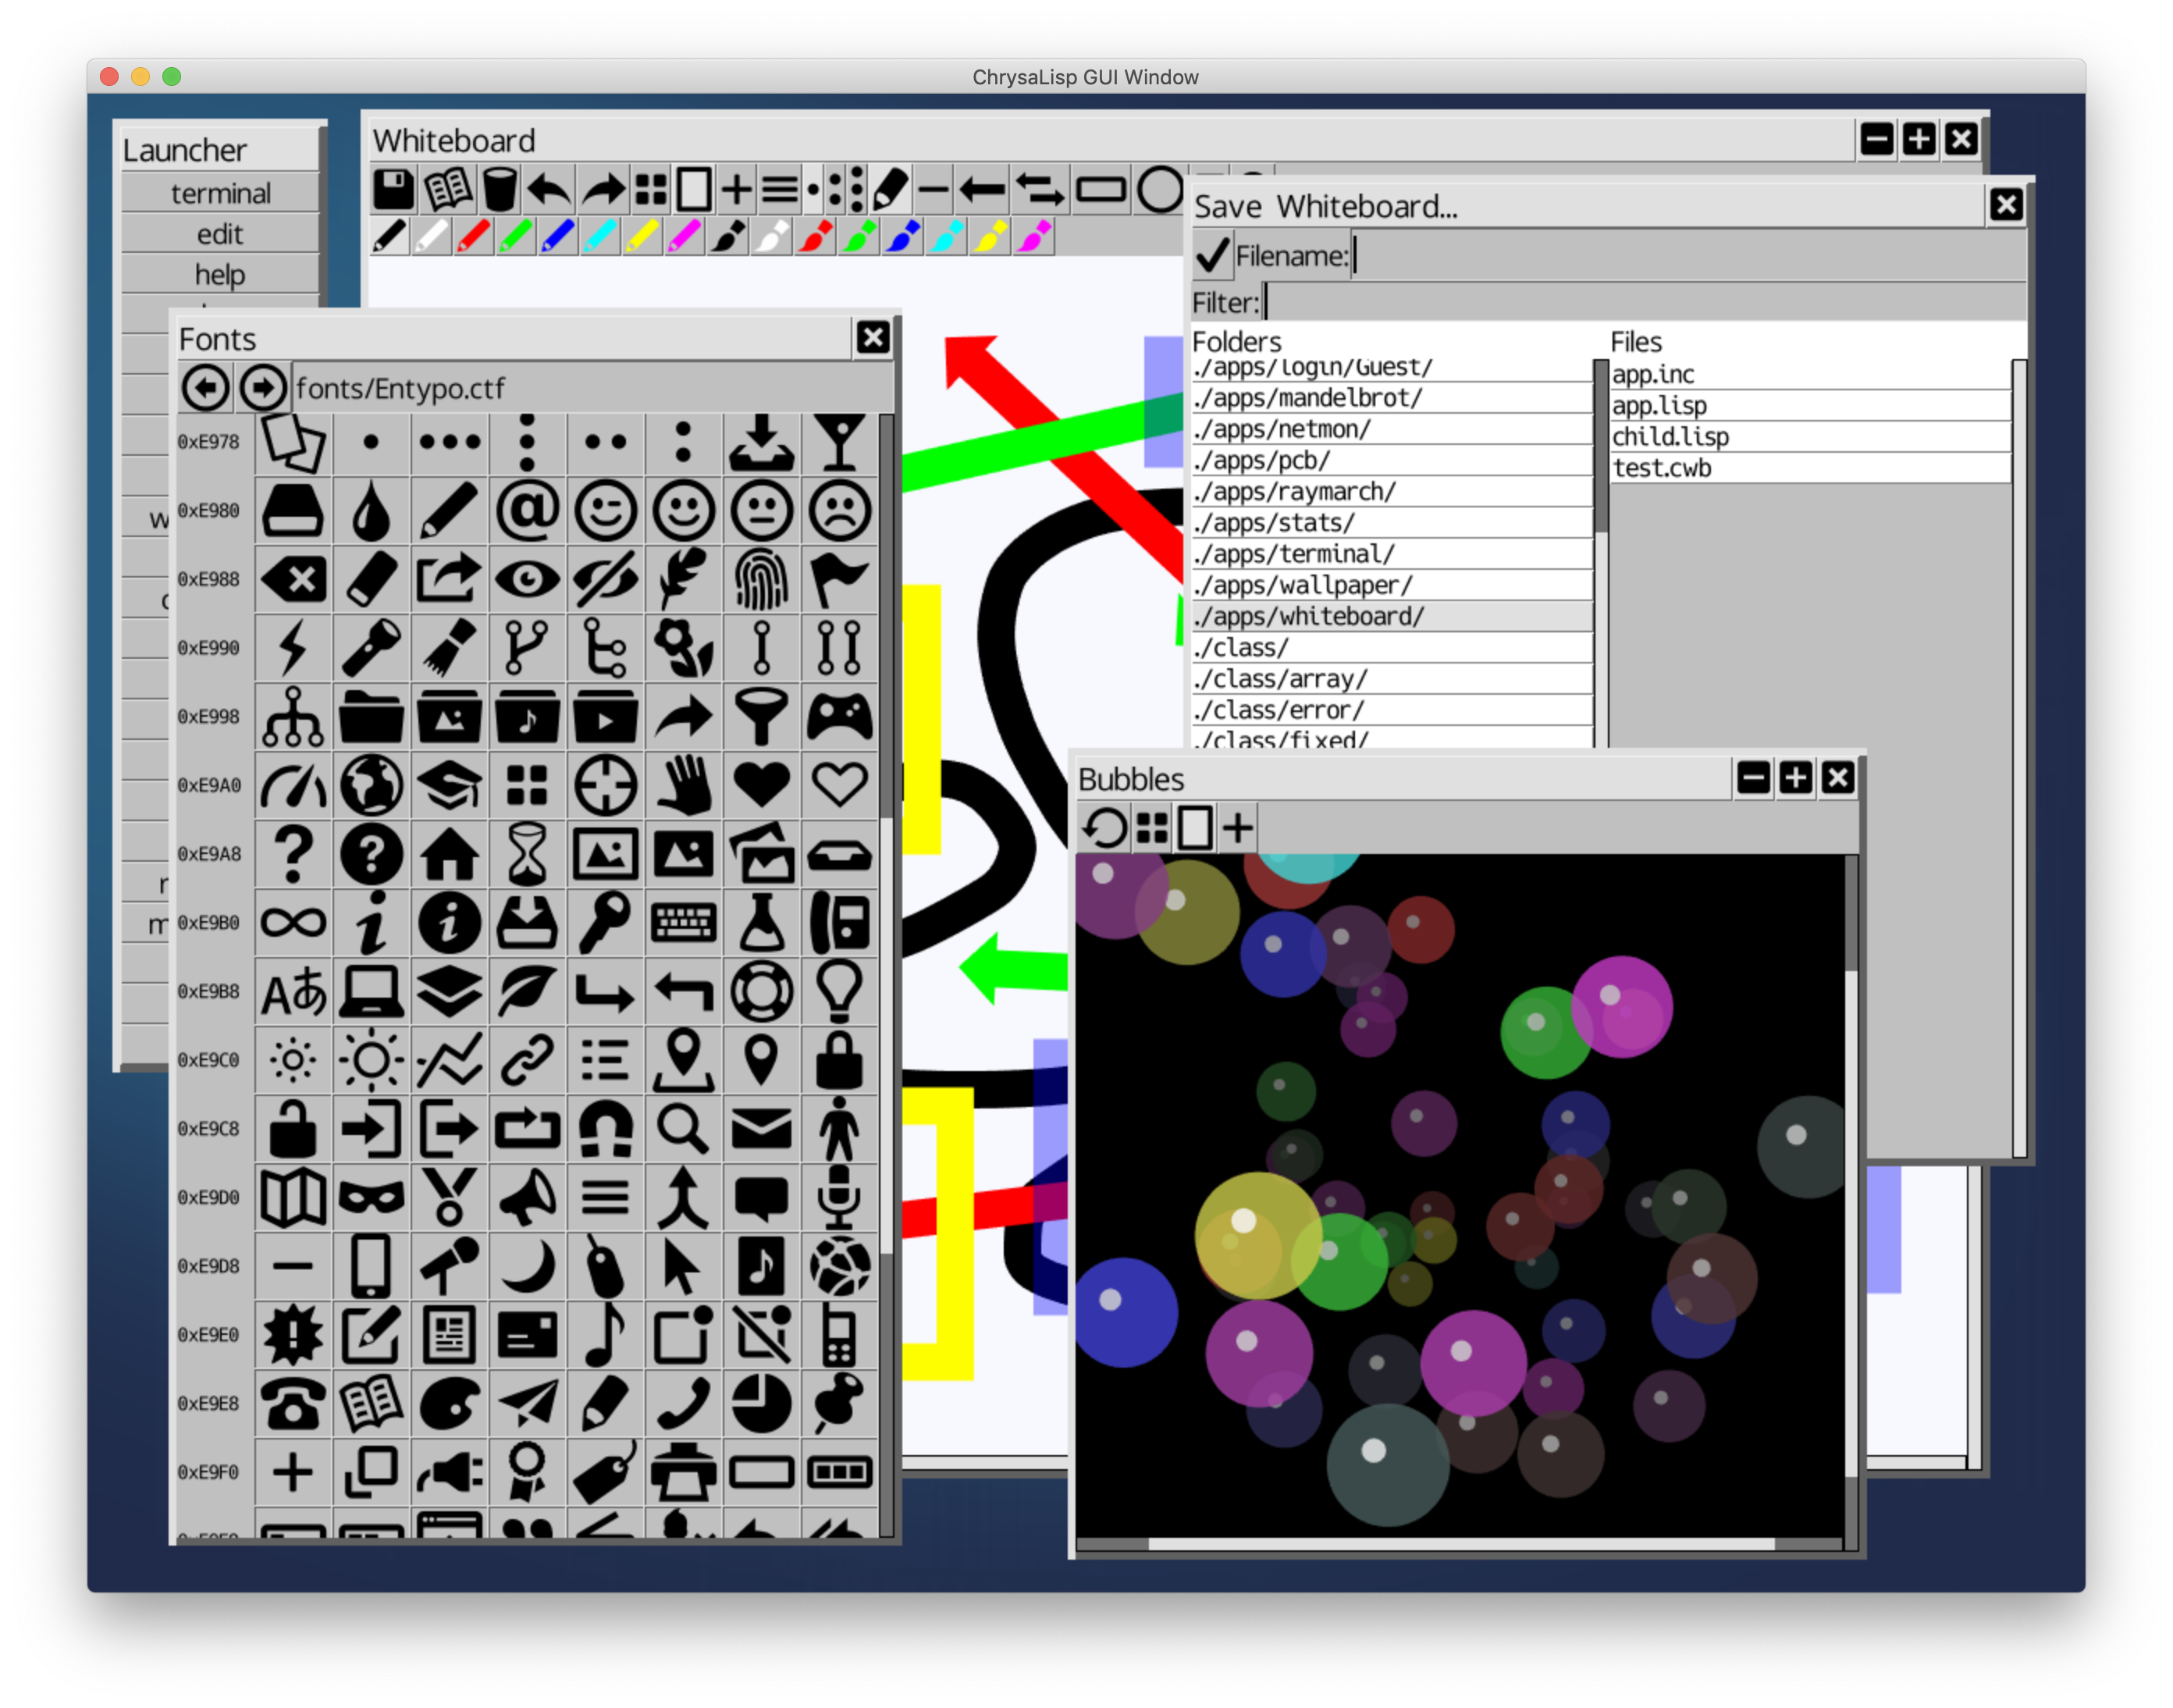 ChrysaLisp GUI Window
Launcher
terminal
edit
help
Whiteboard
Save Whiteboard...
Filename:
Filter:
Folders
./apps/login/Guest/
./apps/mandelbrot/
./apps/netmon/
./apps/pcb/
./apps/raymarch/
./apps/stats/
./apps/terminal/
./apps/wallpaper/
./apps/whiteboard/
./class/
./class/array/
./class/error/
./class/fixed/
Files
app.inc
app.lisp
child.lisp
test.cwb
Fonts
fonts/Entypo.ctf
0xE978
0xE980
0xE988
0xE990
0xE998
0xE9A0
0xE9A8
0xE9B0
0xE9B8
0xE9C0
0xE9C8
0xE9D0
0xE9D8
0xE9E0
0xE9E8
0xE9F0
Bubbles